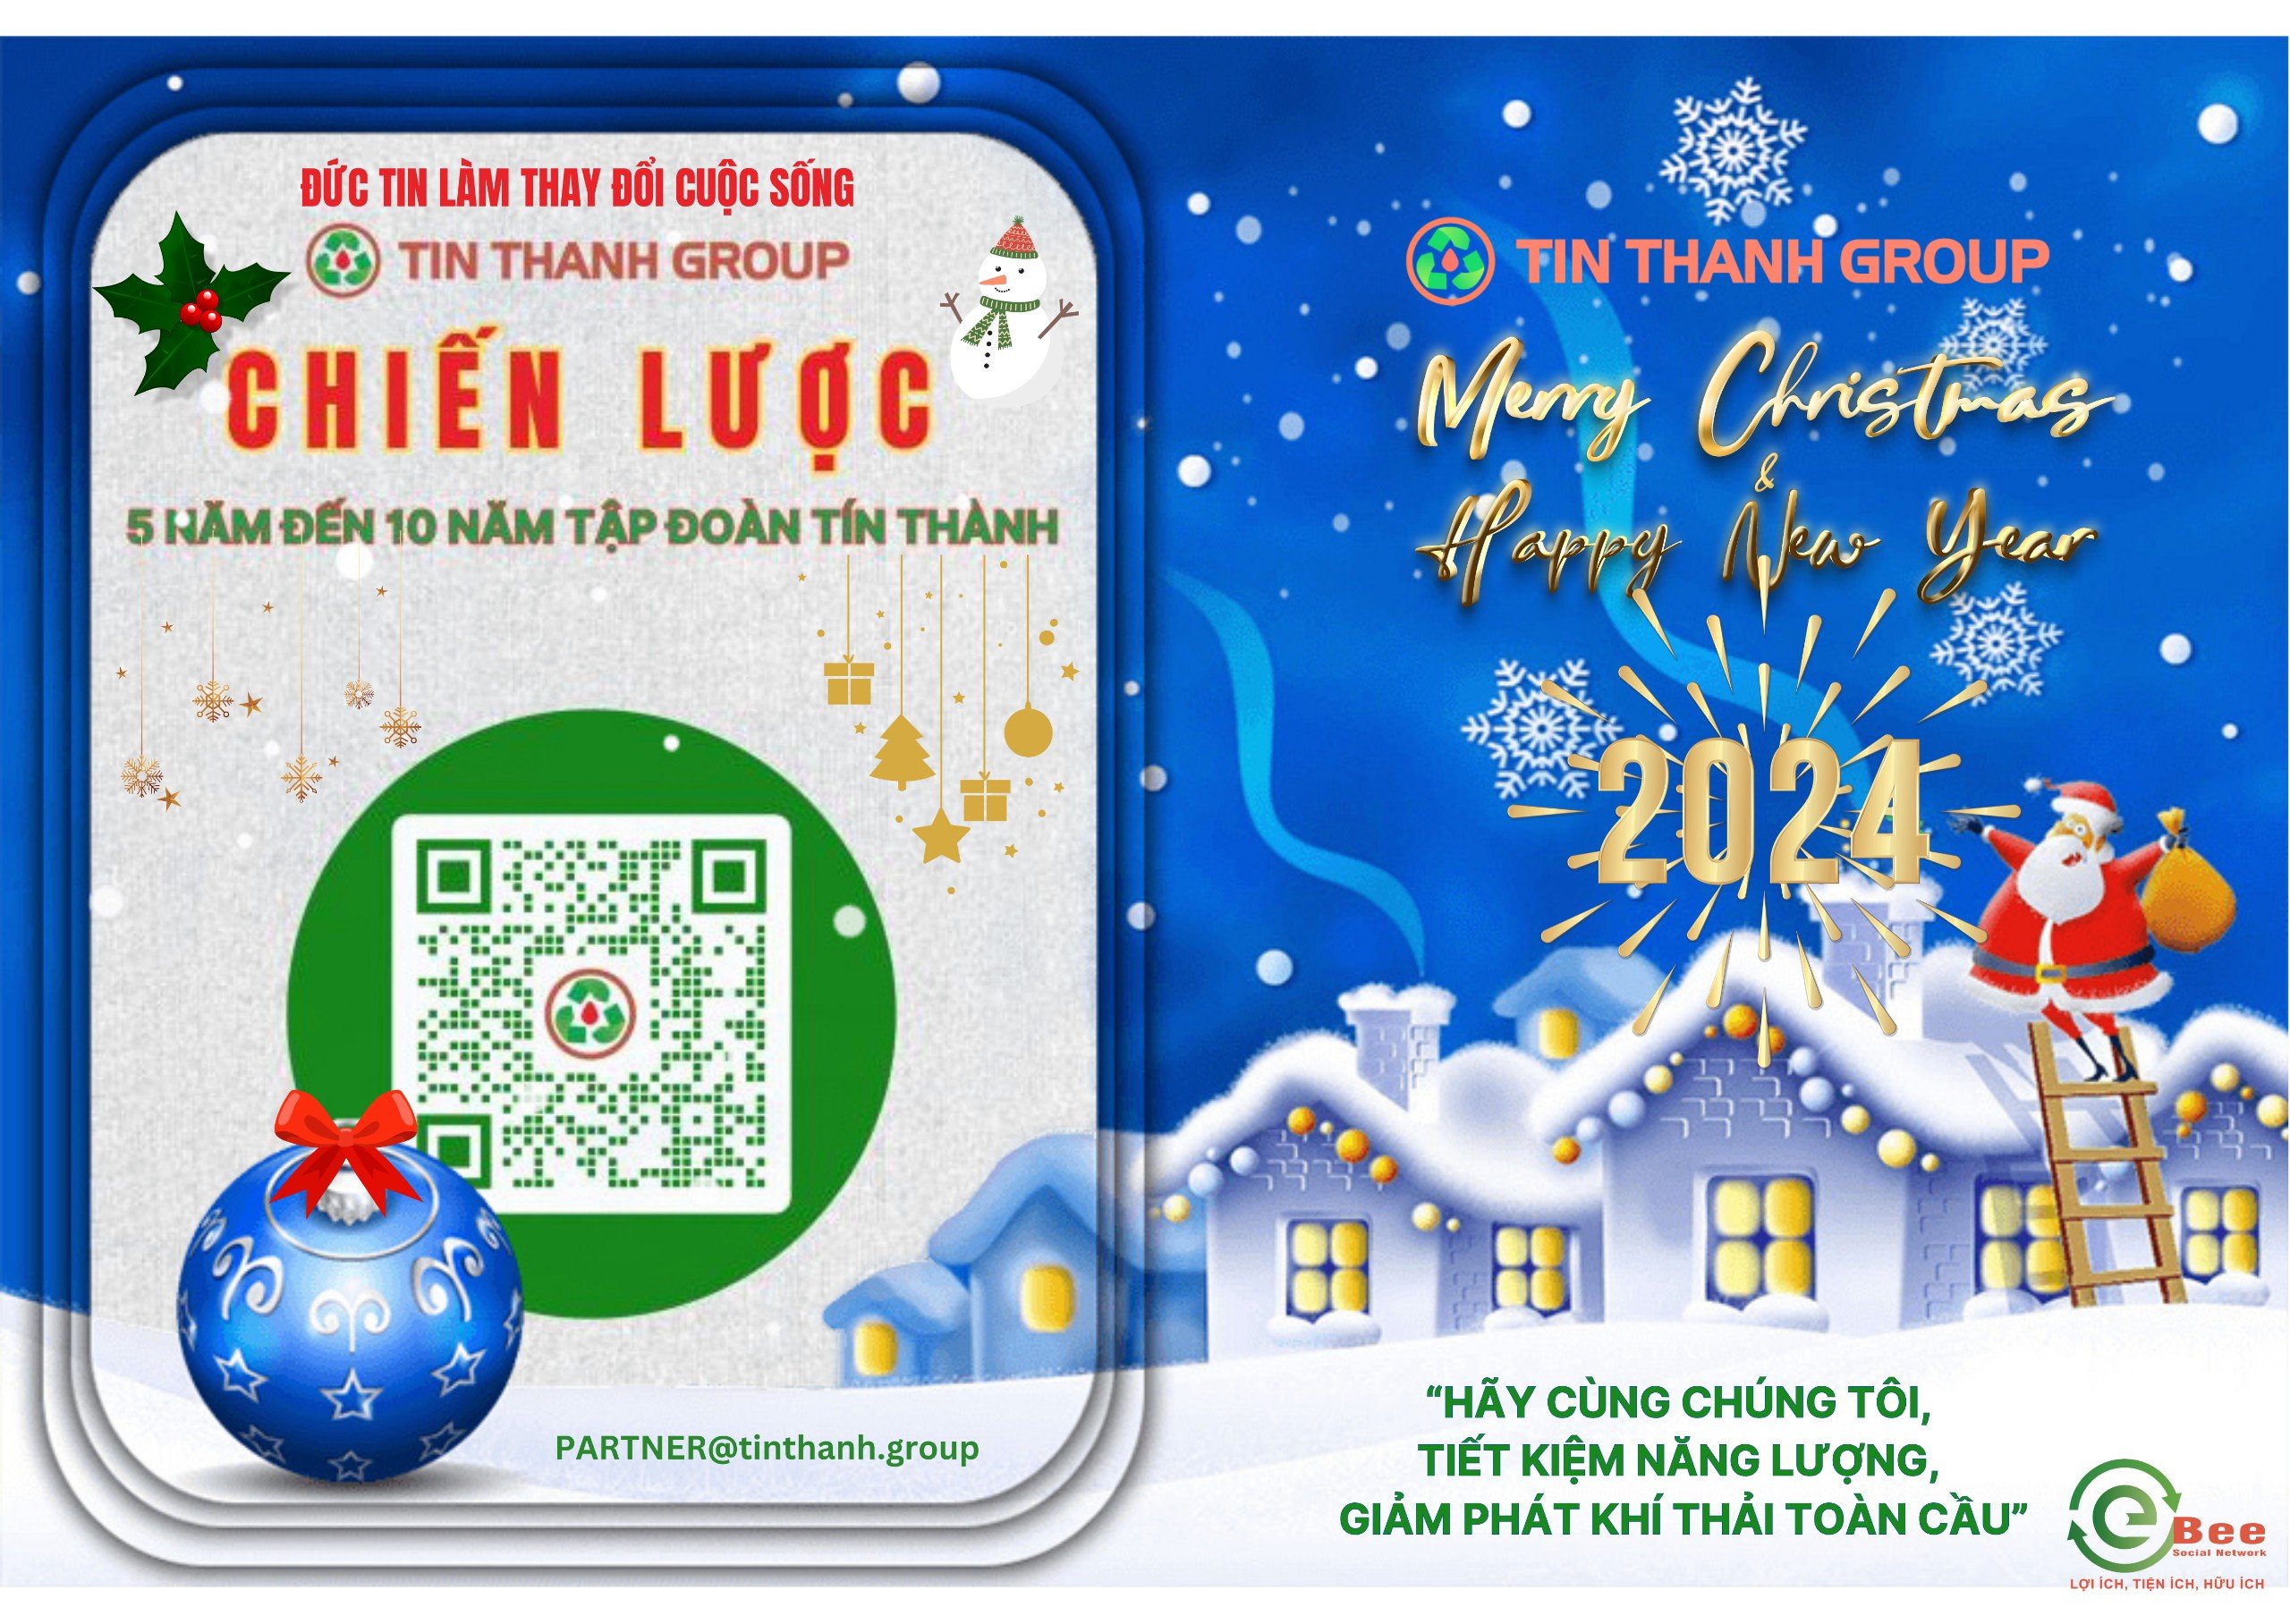 ĐỨC TIN LÀM THAY ĐỔI CUỘC SỐNG
TIN THANH GROUP
CHIẾN LƯỢC
5 NĂM ĐẾN 10 NĂM TẬP ĐOÀN TÍN THÀNH
PARTNER@tinthanh.group
TIN THANH GROUP
Merry Christmas
&
Happy New Year
2024
“HÃY CÙNG CHÚNG TÔI,
TIẾT KIỆM NĂNG LƯỢNG,
GIẢM PHÁT KHÍ THẢI TOÀN CẦU”
e Bee
Social Network
LỢI ÍCH, TIỆN ÍCH, HỮU ÍCH